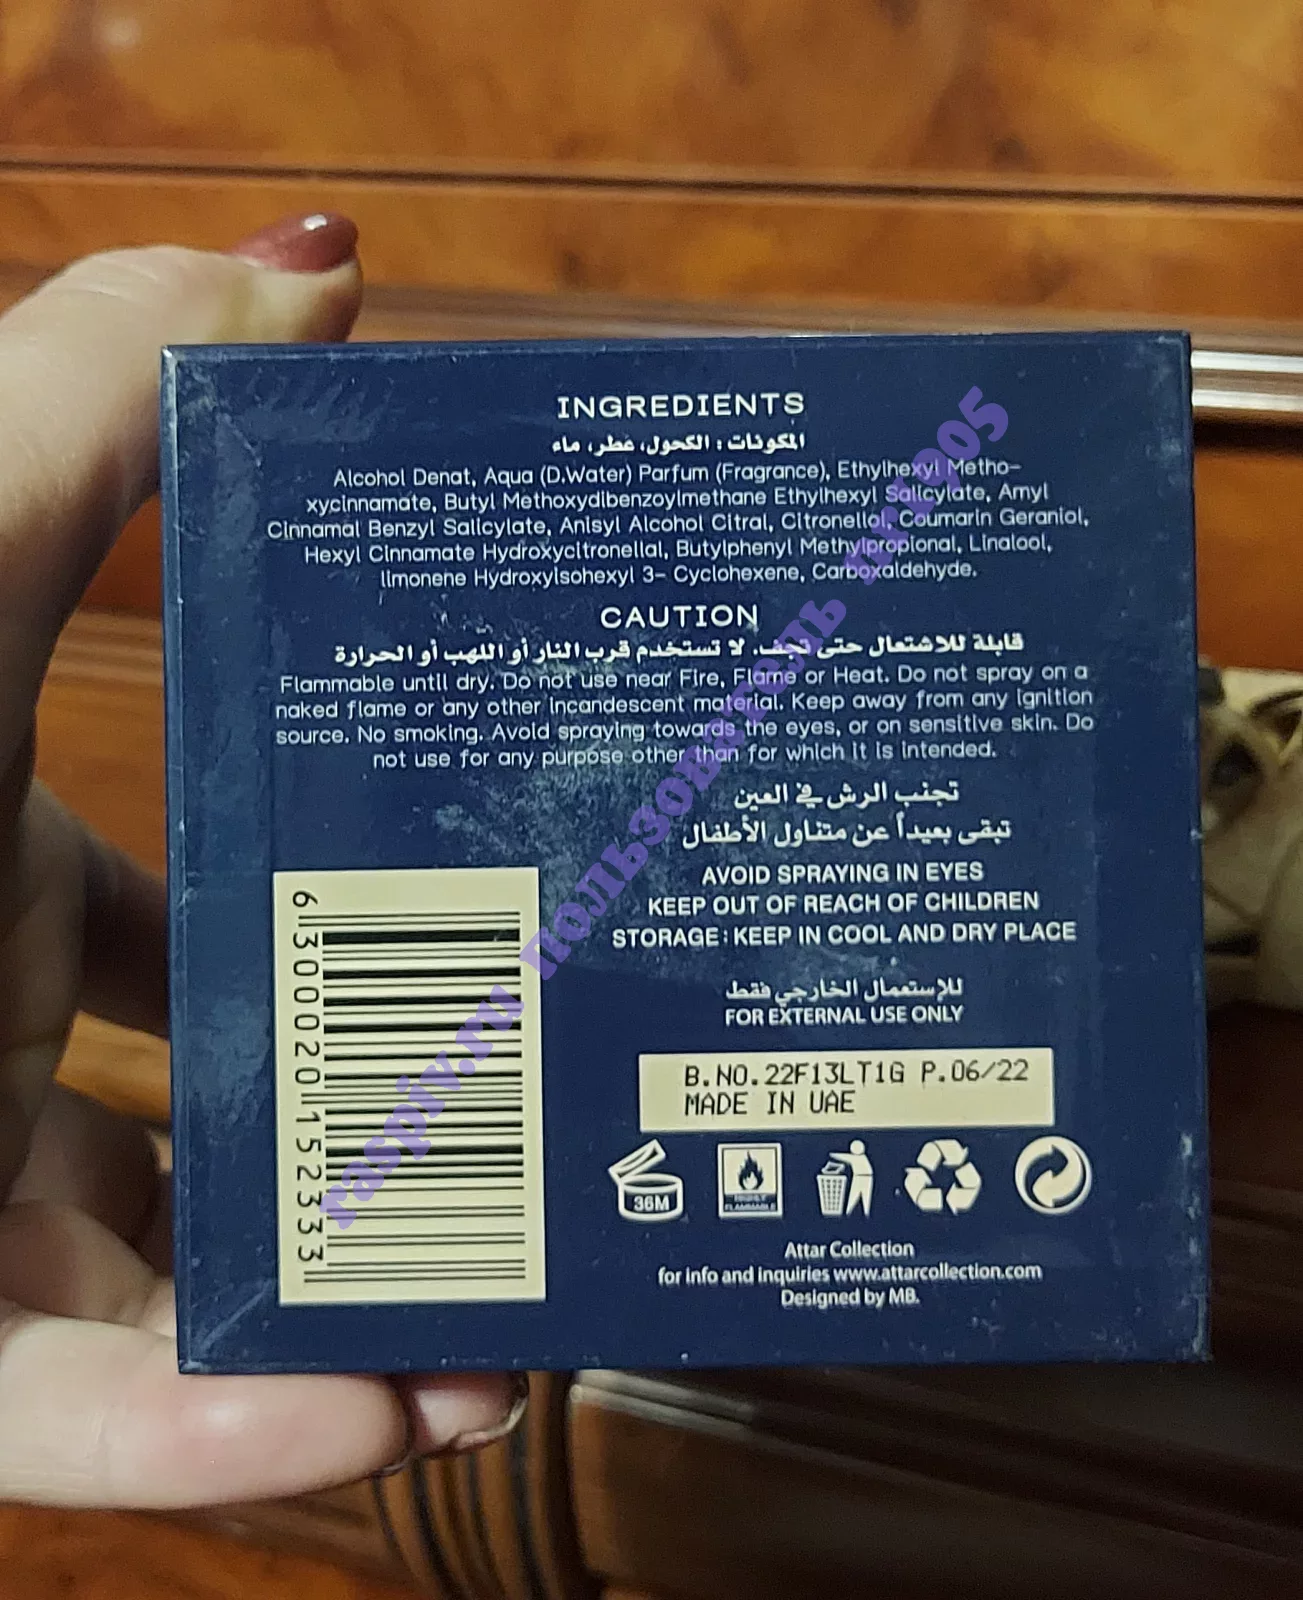 INGREDIENTS
المكونات : الكحول، عطر، ماء
Alcohol Denat, Aqua (D.Water) Parfum (Fragrance), Ethylhexyl Metho-
xycinnamate, Butyl Methoxydibenzoylmethane Ethylhexyl Salicylate, Amyl
Cinnamal Benzyl Salicylate, Anisyl Alcohol Citral, Citronellol, Coumarin Geraniol,
Hexyl Cinnamate Hydroxycitronellal, Butylphenyl Methylpropional, Linalool,
limonene Hydroxylsohexyl 3- Cyclohexene, Carboxaldehyde.
CAUTION
قابلة للاشتعال حتى تجف. لا تستخدم قرب النار أو اللهب أو الحرارة
Flammable until dry. Do not use near Fire, Flame or Heat. Do not spray on a
naked flame or any other incandescent material. Keep away from any ignition
source. No smoking. Avoid spraying towards the eyes, or on sensitive skin. Do
not use for any purpose other than for which it is intended.
تجنب الرش في العين
تبقى بعيداً عن متناول الأطفال
AVOID SPRAYING IN EYES
KEEP OUT OF REACH OF CHILDREN
STORAGE : KEEP IN COOL AND DRY PLACE
للإستعمال الخارجي فقط
FOR EXTERNAL USE ONLY
6 300020 152333
B.NO.22F13LT1G P.06/22
MADE IN UAE
36M
HIGHLY
FLAMMABLE
Attar Collection
for info and inquiries www.attarcollection.com
Designed by MB.